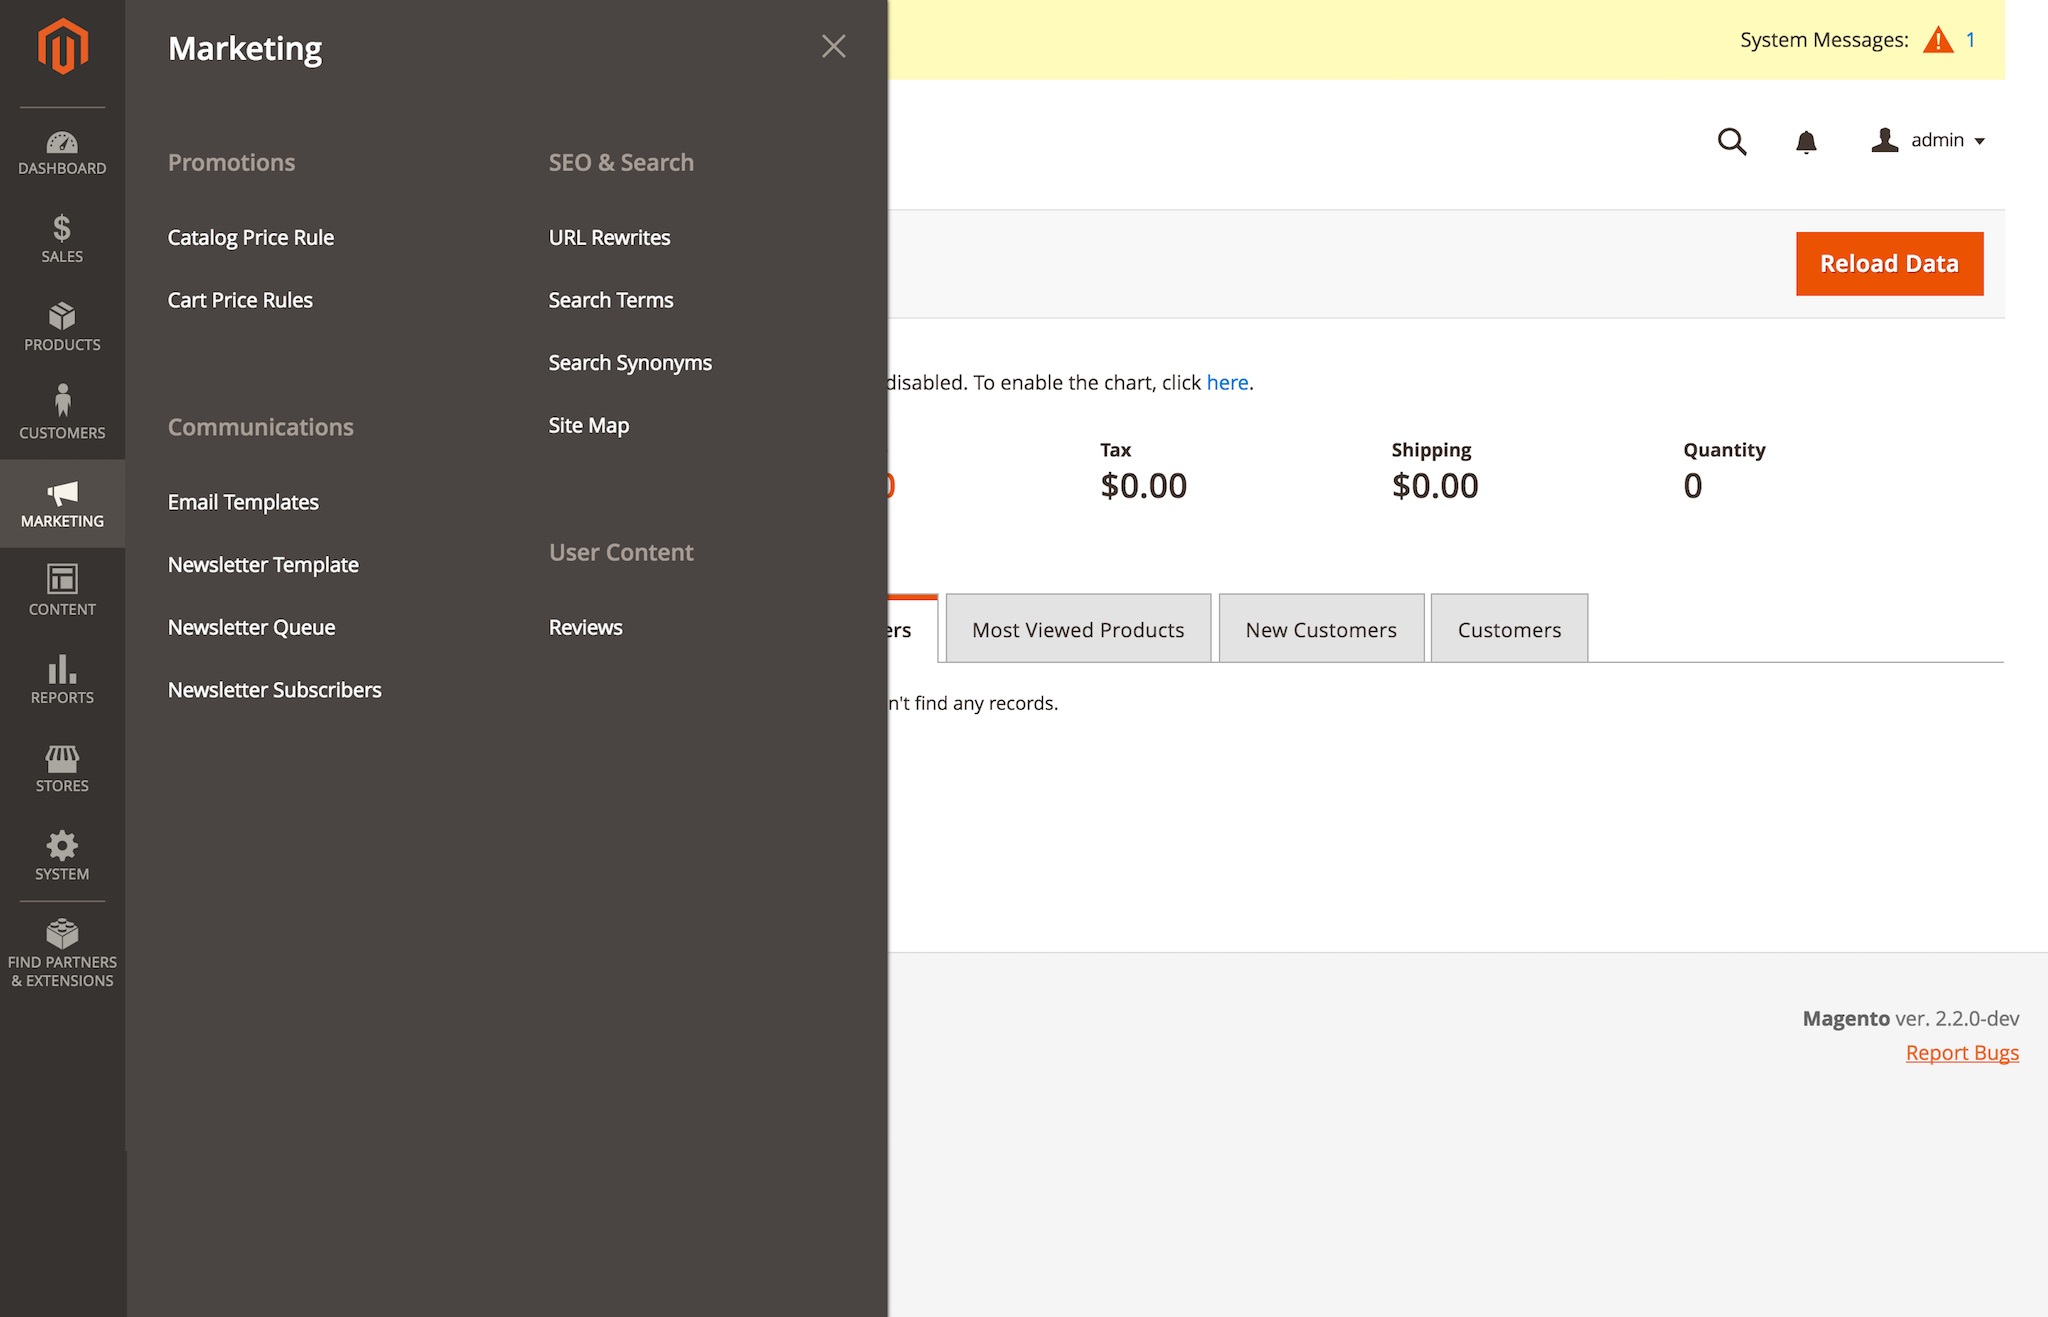 DASHBOARD
SALES
PRODUCTS
CUSTOMERS
MARKETING
CONTENT
REPORTS
STORES
SYSTEM
FIND PARTNERS
& EXTENSIONS
Marketing
Promotions
Catalog Price Rule
Cart Price Rules
Communications
Email Templates
Newsletter Template
Newsletter Queue
Newsletter Subscribers
SEO & Search
URL Rewrites
Search Terms
Search Synonyms
Site Map
User Content
Reviews
System Messages: 1
admin
Reload Data
disabled. To enable the chart, click here.
Tax
$0.00
Shipping
$0.00
Quantity
0
ers
Most Viewed Products
New Customers
Customers
n't find any records.
Magento ver. 2.2.0-dev
Report Bugs